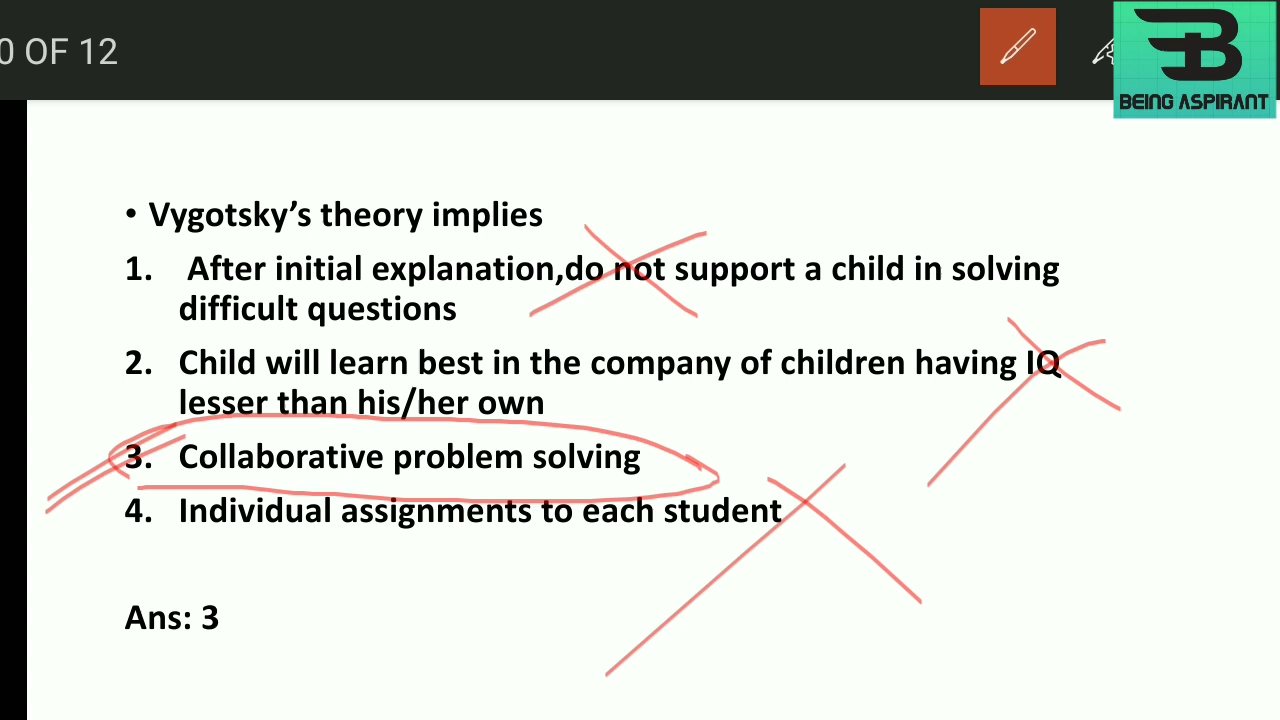 0 OF 12
BEING ASPIRANT
• Vygotsky's theory implies
1. After initial explanation,do not support a child in solving
difficult questions
2. Child will learn best in the company of children having IQ
lesser than his/her own
3. Collaborative problem solving
4. Individual assignments to each student
Ans: 3